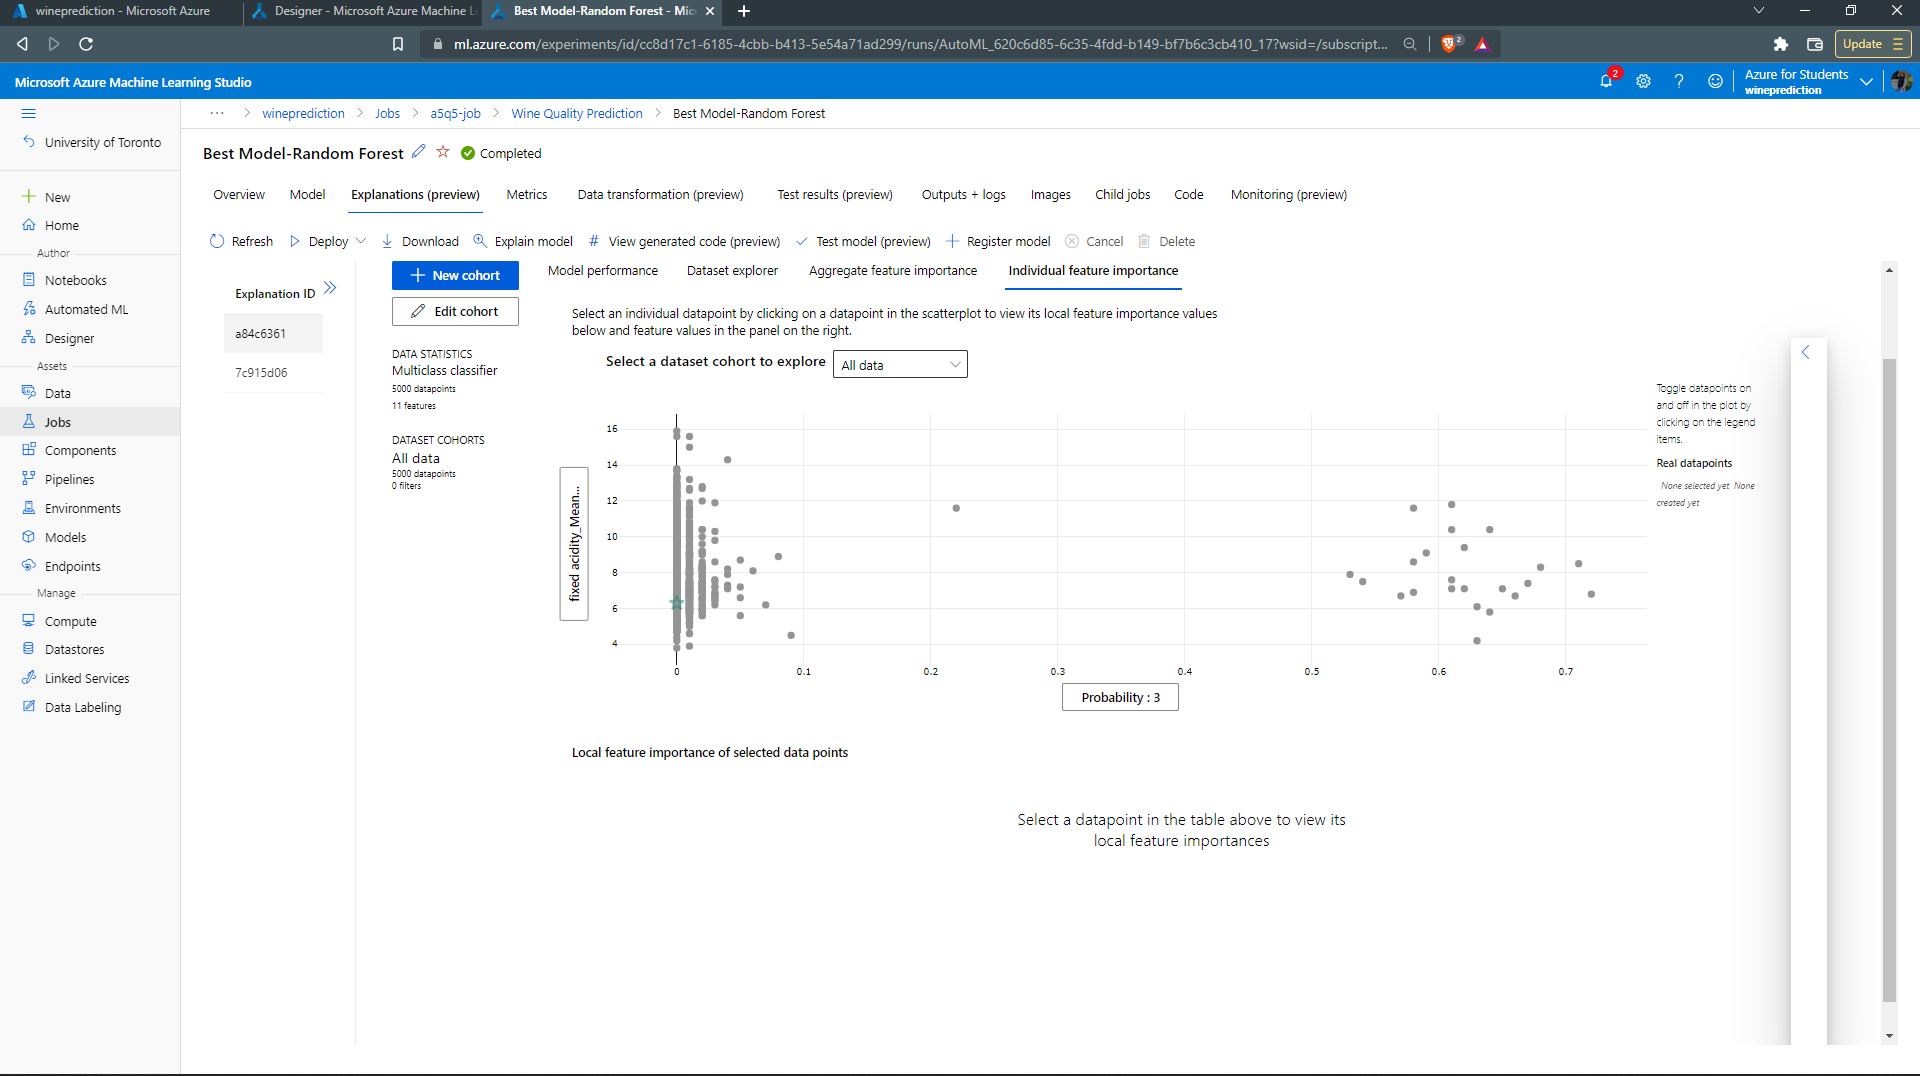 wineprediction - Microsoft Azure
Designer - Microsoft Azure Machine L
Best Model-Random Forest - Mic
ml.azure.com/experiments/id/cc8d17c1-6185-4cbb-b413-5e54a71ad299/runs/AutoML_620c6d85-6c35-4fdd-b149-bf7b6c3cb410_17?wsid=/subscript...
2
Update
Microsoft Azure Machine Learning Studio
2
Azure for Students
wineprediction
University of Toronto
New
Home
Author
Notebooks
Automated ML
Designer
Assets
Data
Jobs
Components
Pipelines
Environments
Models
Endpoints
Manage
Compute
Datastores
Linked Services
Data Labeling
... > wineprediction > Jobs > a5q5-job > Wine Quality Prediction > Best Model-Random Forest
Best Model-Random Forest Completed
Overview Model Explanations (preview) Metrics Data transformation (preview) Test results (preview) Outputs + logs Images Child jobs Code Monitoring (preview)
Refresh Deploy Download Explain model # View generated code (preview) Test model (preview) Register model Cancel Delete
Explanation ID
a84c6361
7c915d06
New cohort
Edit cohort
DATA STATISTICS
Multiclass classifier
5000 datapoints
11 features
DATASET COHORTS
All data
5000 datapoints
0 filters
Model performance Dataset explorer Aggregate feature importance Individual feature importance
Select an individual datapoint by clicking on a datapoint in the scatterplot to view its local feature importance values
below and feature values in the panel on the right.
Select a dataset cohort to explore All data
fixed acidity_Mean...
16
14
12
10
8
6
4
0 0.1 0.2 0.3 0.4 0.5 0.6 0.7
Probability : 3
Toggle datapoints on
and off in the plot by
clicking on the legend
items.
Real datapoints
None selected yet None
created yet
Local feature importance of selected data points
Select a datapoint in the table above to view its
local feature importances